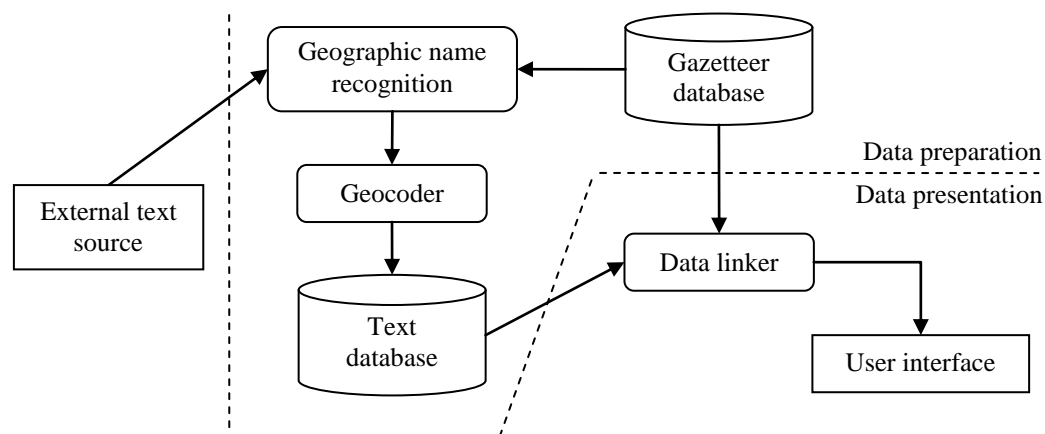 Geographic name
recognition
Gazetteer
database
Data preparation
Data presentation
Geocoder
External text
source
Data linker
Text
database
User interface